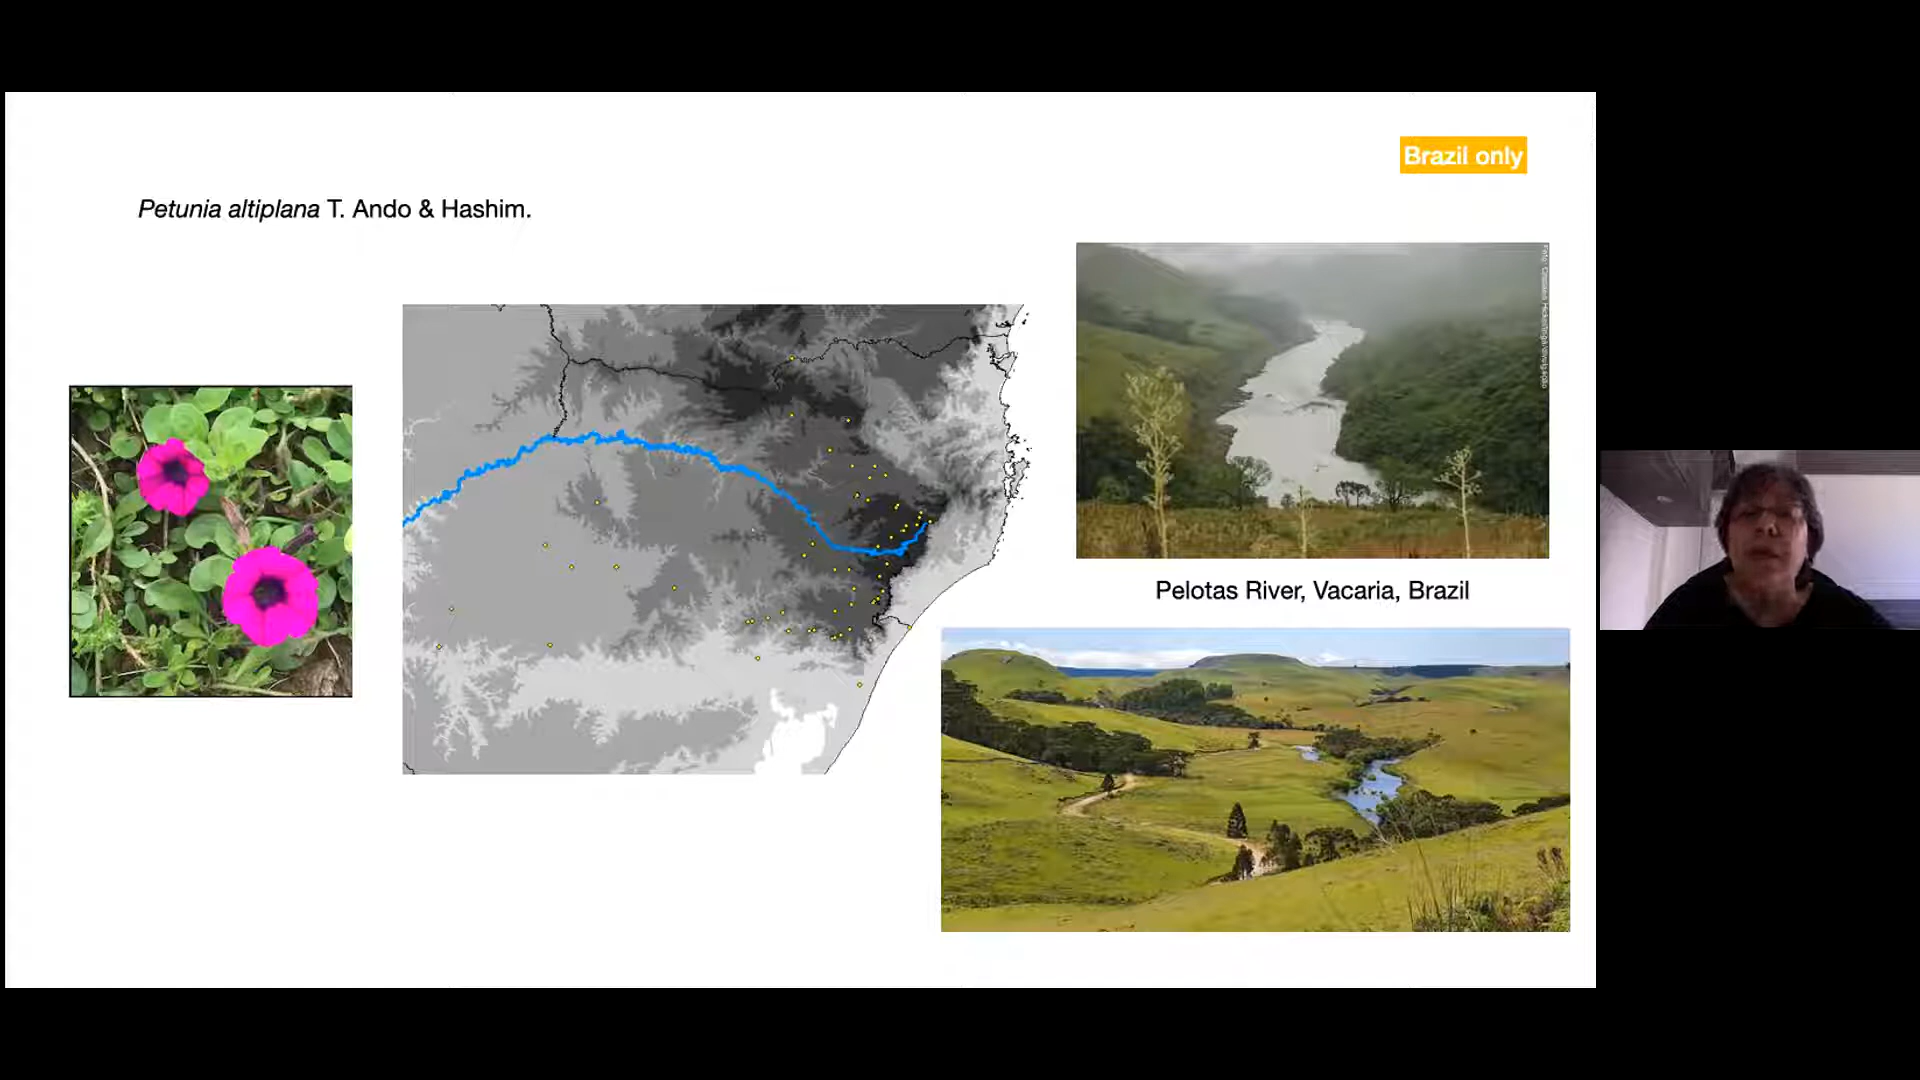 Brazil only
Petunia altiplana T. Ando & Hashim.
Pelotas River, Vacaria, Brazil